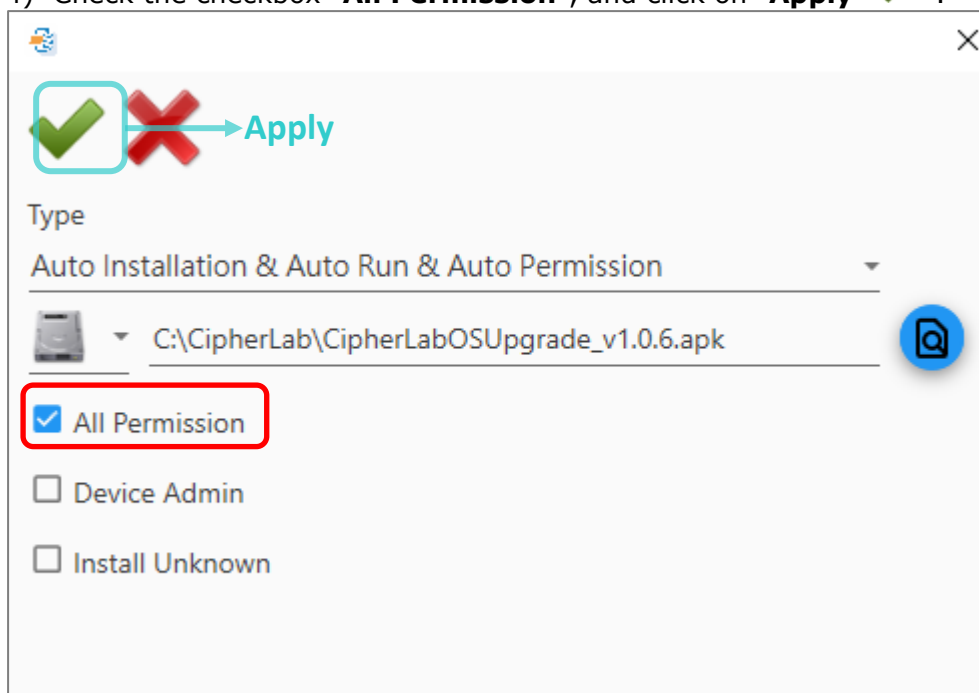 4) Check the checkbox "All Permission", and click on "Apply" .
Apply
Type
Auto Installation & Auto Run & Auto Permission
C:\CipherLab\CipherLabOSUpgrade_v1.0.6.apk
All Permission
Device Admin
Install Unknown